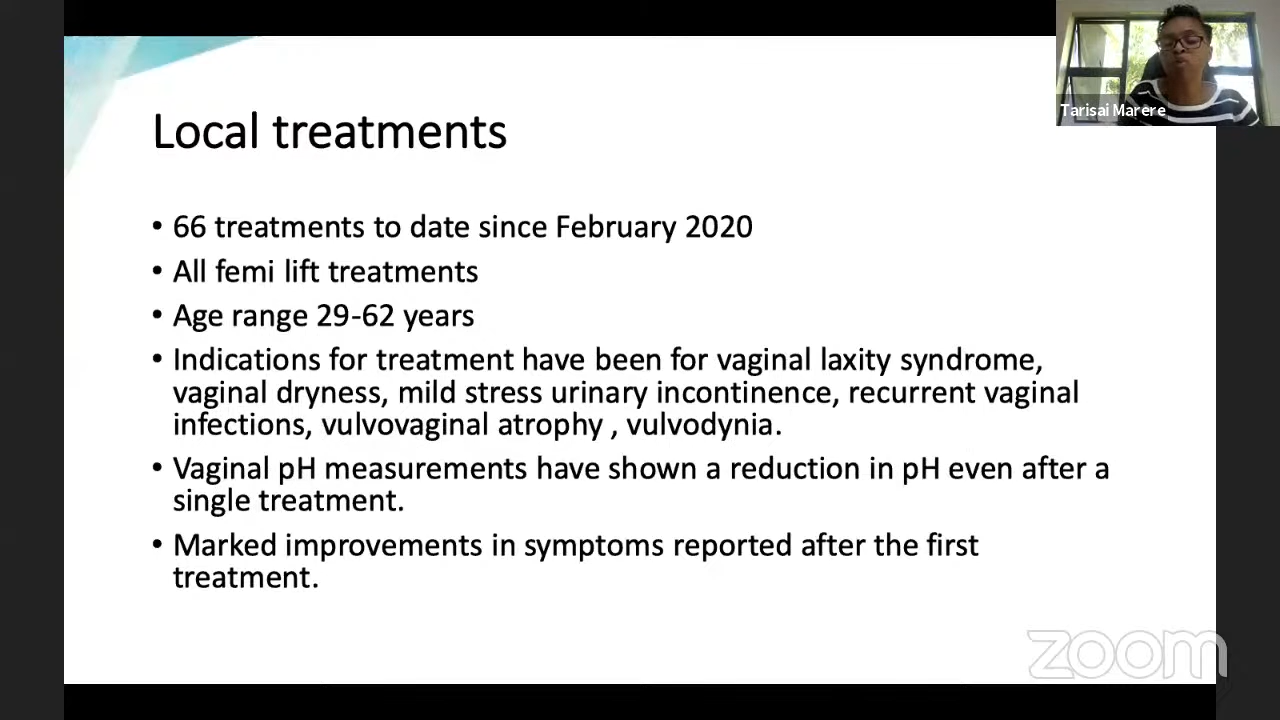 Tarisai Marere
Local treatments
• 66 treatments to date since February 2020
• All femi lift treatments
• Age range 29-62 years
• Indications for treatment have been for vaginal laxity syndrome,
vaginal dryness, mild stress urinary incontinence, recurrent vaginal
infections, vulvovaginal atrophy , vulvodynia.
• Vaginal pH measurements have shown a reduction in pH even after a
single treatment.
• Marked improvements in symptoms reported after the first
treatment.
zoom